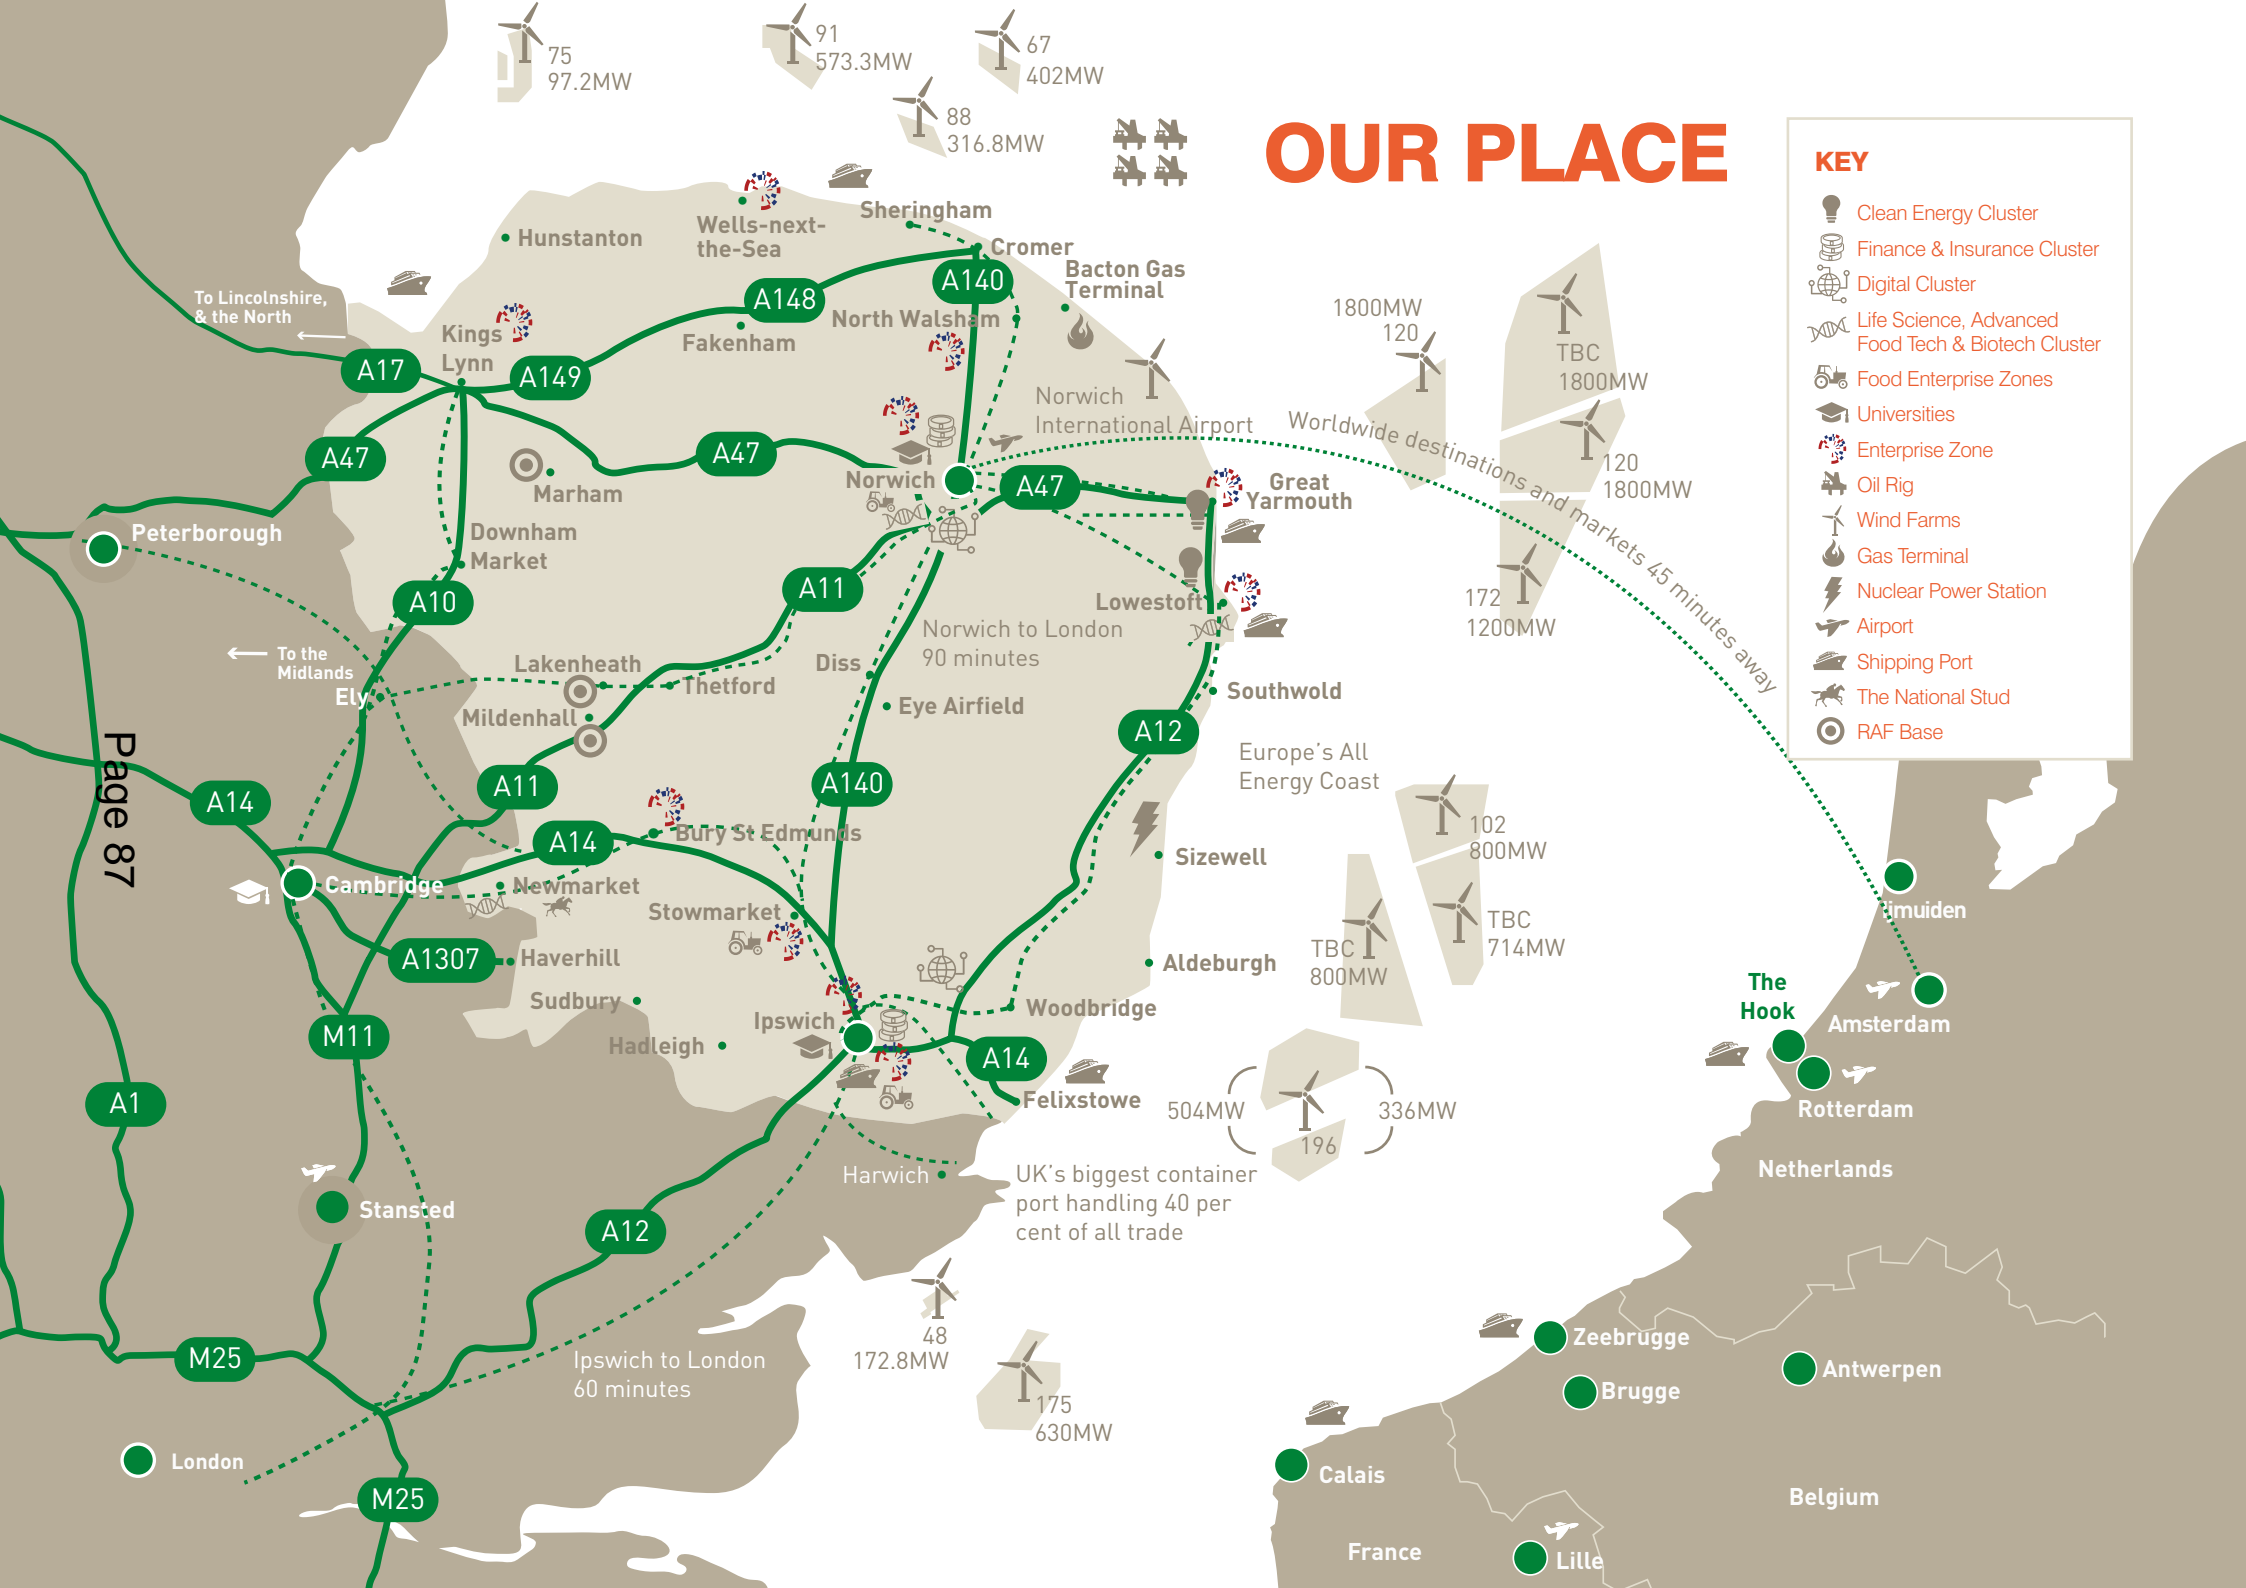 75
97.2MW
91
573.3MW
67
402MW
88
316.8MW
OUR PLACE
KEY
Clean Energy Cluster
Finance & Insurance Cluster
Digital Cluster
Life Science, Advanced
Food Tech & Biotech Cluster
Food Enterprise Zones
Universities
Enterprise Zone
Oil Rig
Wind Farms
Gas Terminal
Nuclear Power Station
Airport
Shipping Port
The National Stud
RAF Base
Hunstanton
Wells-next-
the-Sea
Sheringham
Cromer
Bacton Gas
Terminal
A140
A148
North Walsham
Fakenham
To Lincolnshire,
& the North
Kings
Lynn
A17
A149
1800MW
120
TBC
1800MW
Norwich
International Airport
Worldwide destinations and markets 45 minutes away
A47
A47
Marham
Norwich
A47
Great
Yarmouth
120
1800MW
Peterborough
Downham
Market
A10
A11
Lowestoft
172
1200MW
Norwich to London
90 minutes
To the
Midlands
Ely
Lakenheath
Thetford
Diss
Mildenhall
Eye Airfield
Southwold
A12
Europe's All
Energy Coast
Page 87
A14
A11
A140
A14
Bury St Edmunds
Sizewell
102
800MW
Cambridge
Newmarket
Stowmarket
TBC
714MW
TBC
800MW
A1307
Haverhill
Aldeburgh
Sudbury
Woodbridge
Ipswich
Hadleigh
M11
A14
Felixstowe
A1
504MW
336MW
196
The
Hook
Ijmuiden
Amsterdam
Rotterdam
Netherlands
Harwich
UK's biggest container
port handling 40 per
cent of all trade
Stansted
A12
48
172.8MW
M25
Ipswich to London
60 minutes
175
630MW
Zeebrugge
Antwerpen
Brugge
London
M25
Calais
Belgium
France
Lille